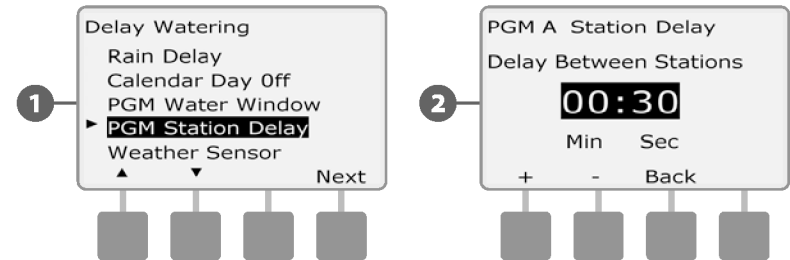 1
Delay Watering
Rain Delay
Calendar Day Off
PGM Water Window
► PGM Station Delay
Weather Sensor
▲ ▼ Next
2
PGM A Station Delay
Delay Between Stations
00:30
Min Sec
+ - Back